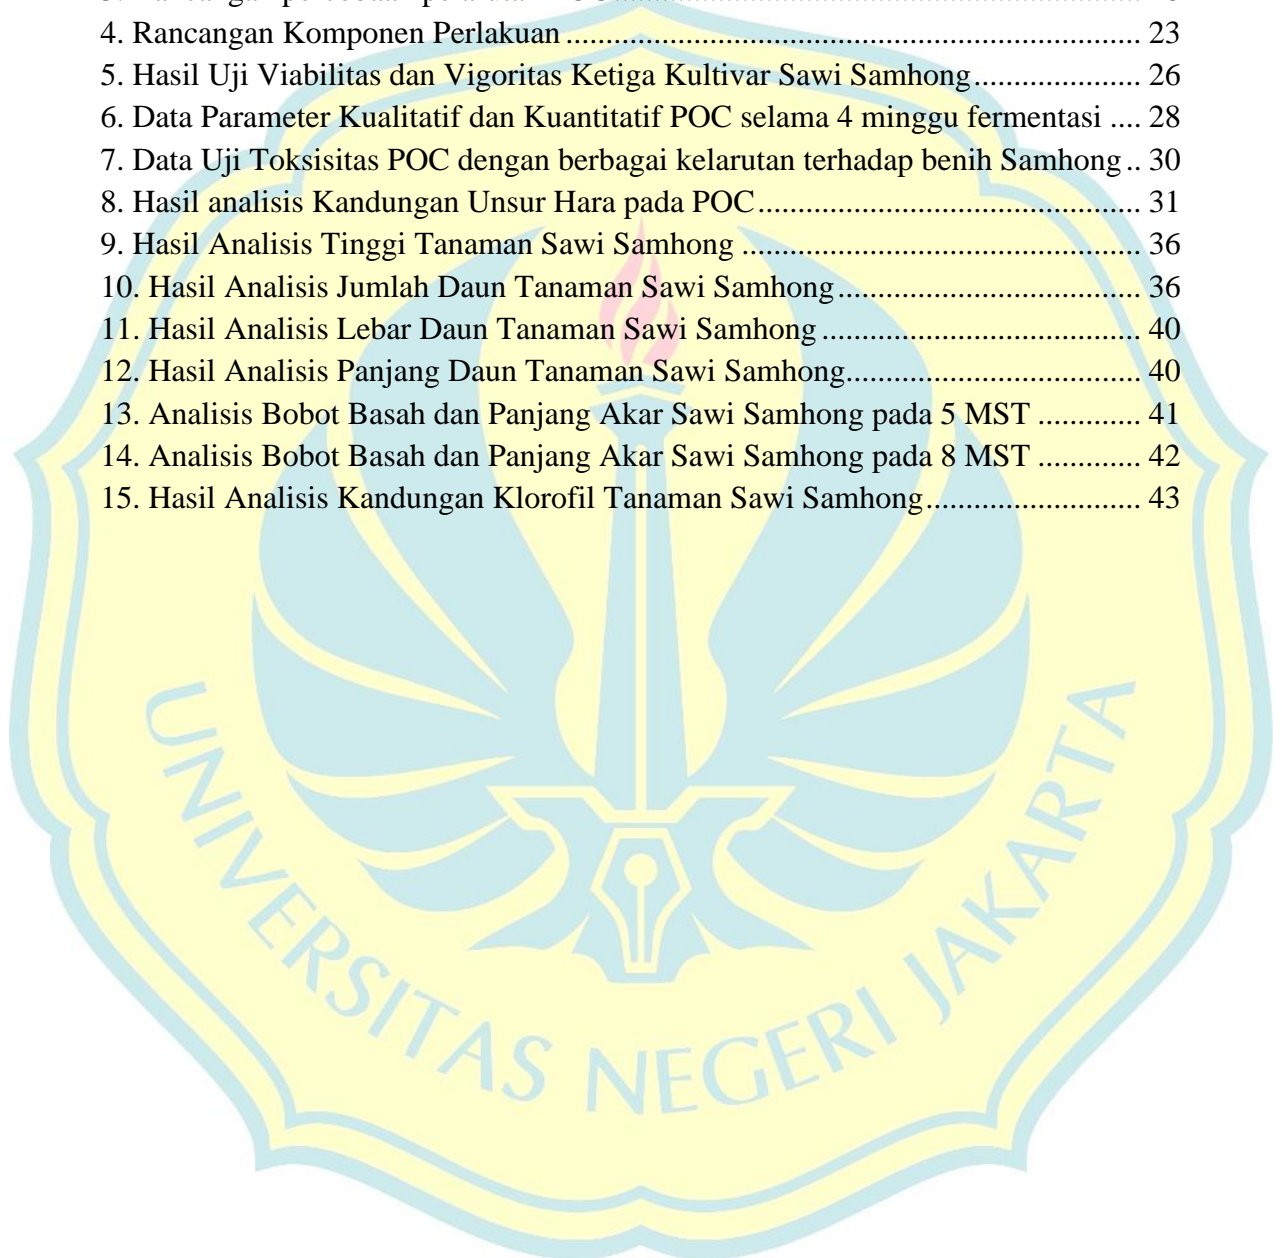 4. Rancangan Komponen Perlakuan ........................................................................ 23
5. Hasil Uji Viabilitas dan Vigoritas Ketiga Kultivar Sawi Samhong..................... 26
6. Data Parameter Kualitatif dan Kuantitatif POC selama 4 minggu fermentasi .... 28
7. Data Uji Toksisitas POC dengan berbagai kelarutan terhadap benih Samhong .. 30
8. Hasil analisis Kandungan Unsur Hara pada POC................................................ 31
9. Hasil Analisis Tinggi Tanaman Sawi Samhong .................................................. 36
10. Hasil Analisis Jumlah Daun Tanaman Sawi Samhong...................................... 36
11. Hasil Analisis Lebar Daun Tanaman Sawi Samhong ........................................ 40
12. Hasil Analisis Panjang Daun Tanaman Sawi Samhong..................................... 40
13. Analisis Bobot Basah dan Panjang Akar Sawi Samhong pada 5 MST ............. 41
14. Analisis Bobot Basah dan Panjang Akar Sawi Samhong pada 8 MST ............. 42
15. Hasil Analisis Kandungan Klorofil Tanaman Sawi Samhong........................... 43
UNIVERSITAS NEGERI JAKARTA